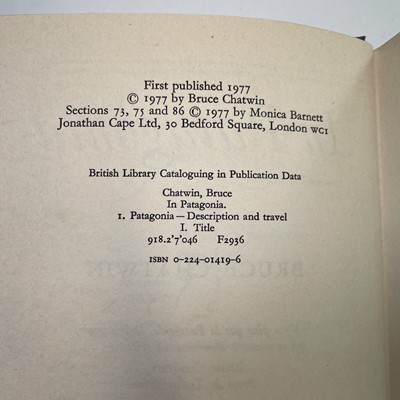 First published 1977
© 1977 by Bruce Chatwin
Sections 73, 75 and 86 © 1977 by Monica Barnett
Jonathan Cape Ltd, 30 Bedford Square, London WC1
British Library Cataloguing in Publication Data
Chatwin, Bruce
In Patagonia.
1. Patagonia—Description and travel
I. Title
918.2'7'046 F2936
ISBN 0-224-01419-6